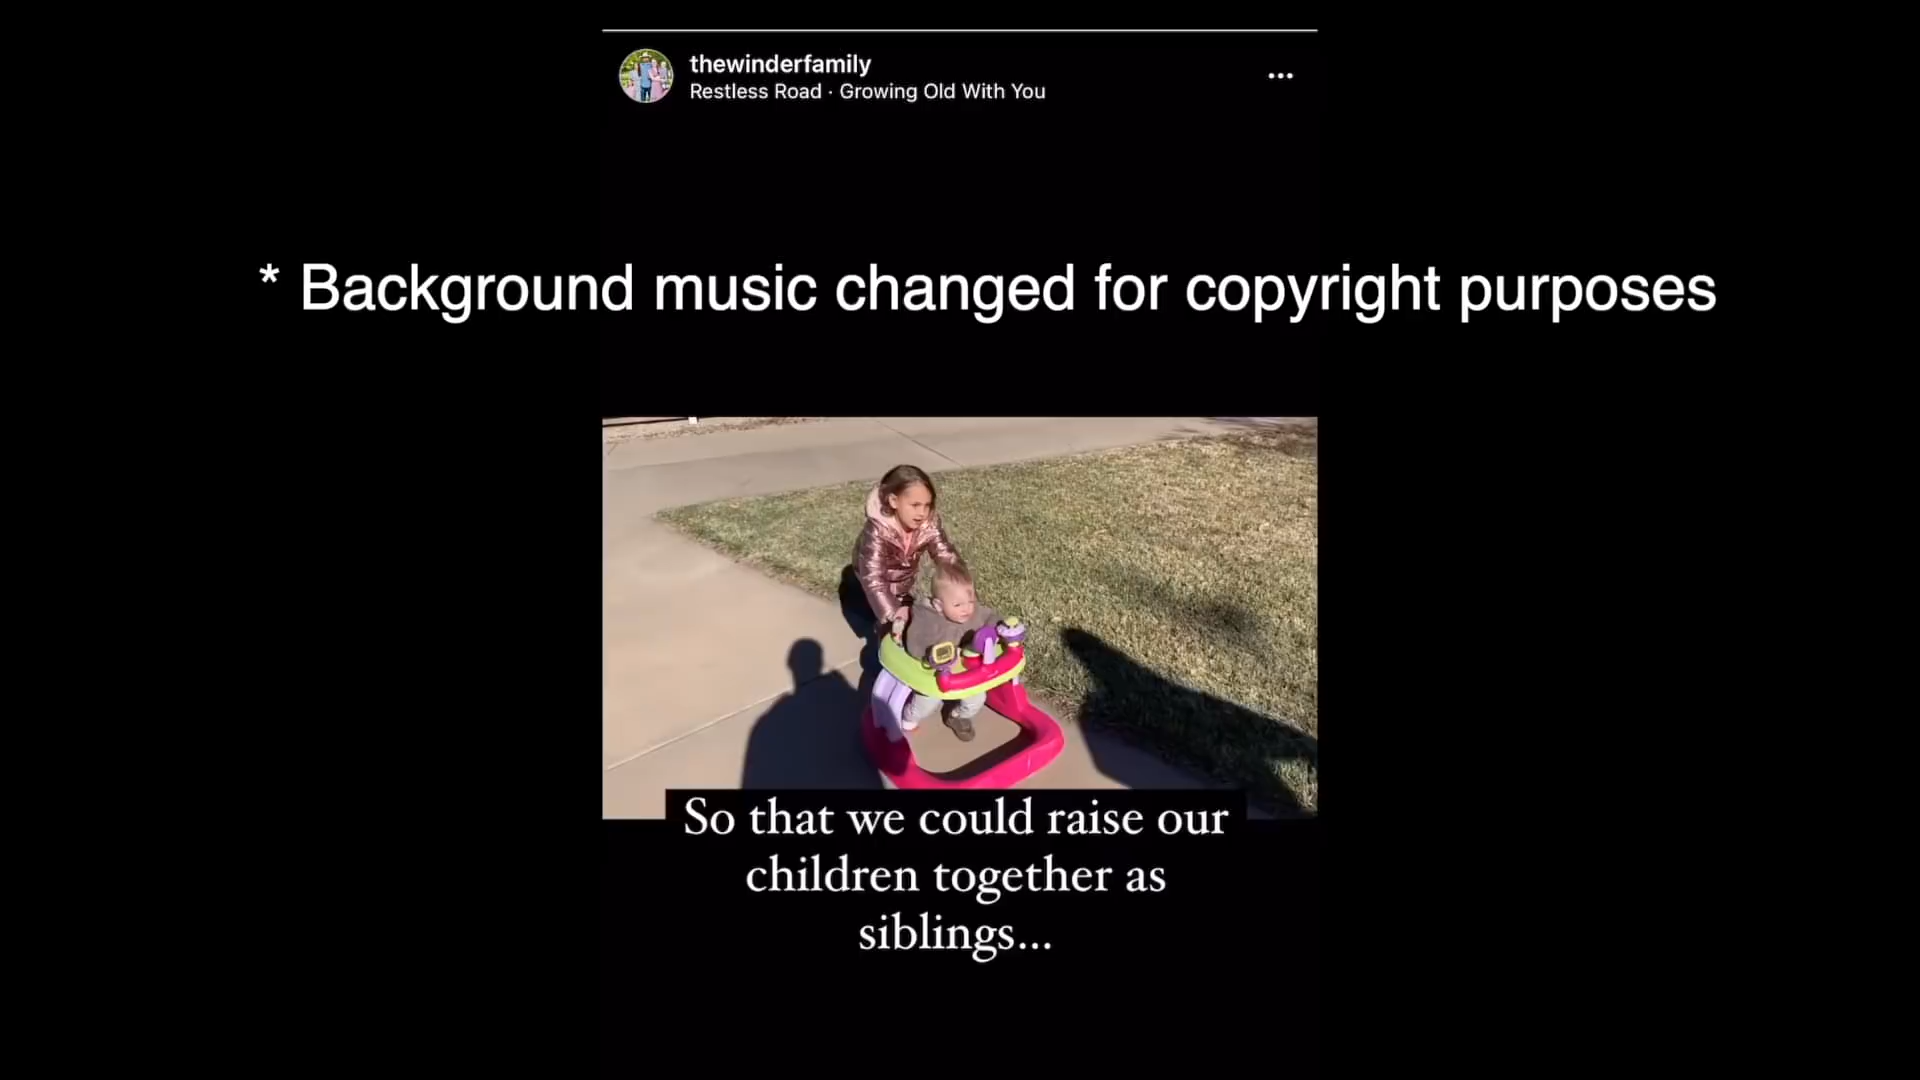 thewinderfamily
Restless Road · Growing Old With You
* Background music changed for copyright purposes
So that we could raise our
children together as
siblings...